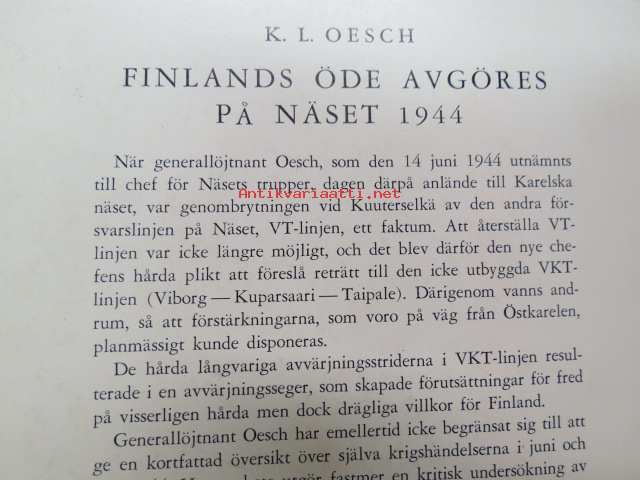 K. L. OESCH
FINLANDS ÖDE AVGÖRES
PÅ NÄSET 1944
När generallöjtnant Oesch, som den 14 juni 1944 utnämnts
till chef för Näsets trupper, dagen därpå anlände till Karelska
Antikvariaatti.net
näset, var genombrytningen vid Kuuterselkä av den andra för-
svarslinjen på Näset, VT-linjen, ett faktum. Att återställa VT-
linjen var icke längre möjligt, och det blev därför den nye che-
fens hårda plikt att föreslå reträtt till den icke utbyggda VKT-
linjen (Viborg — Kuparsaari — Taipale). Därigenom vanns and-
rum, så att förstärkningarna, som voro på väg från Östkarelen,
planmässigt kunde disponeras.
De hårda långvariga avvärjningsstriderna i VKT-linjen resul-
terade i en avvärjningsseger, som skapade förutsättningar för fred
på visserligen hårda men dock drägliga villkor för Finland.
Generallöjtnant Oesch har emellertid icke begränsat sig till att
ge en kortfattad översikt över själva krigshändelserna i juni och
utgör fastmer en kritisk undersökning av